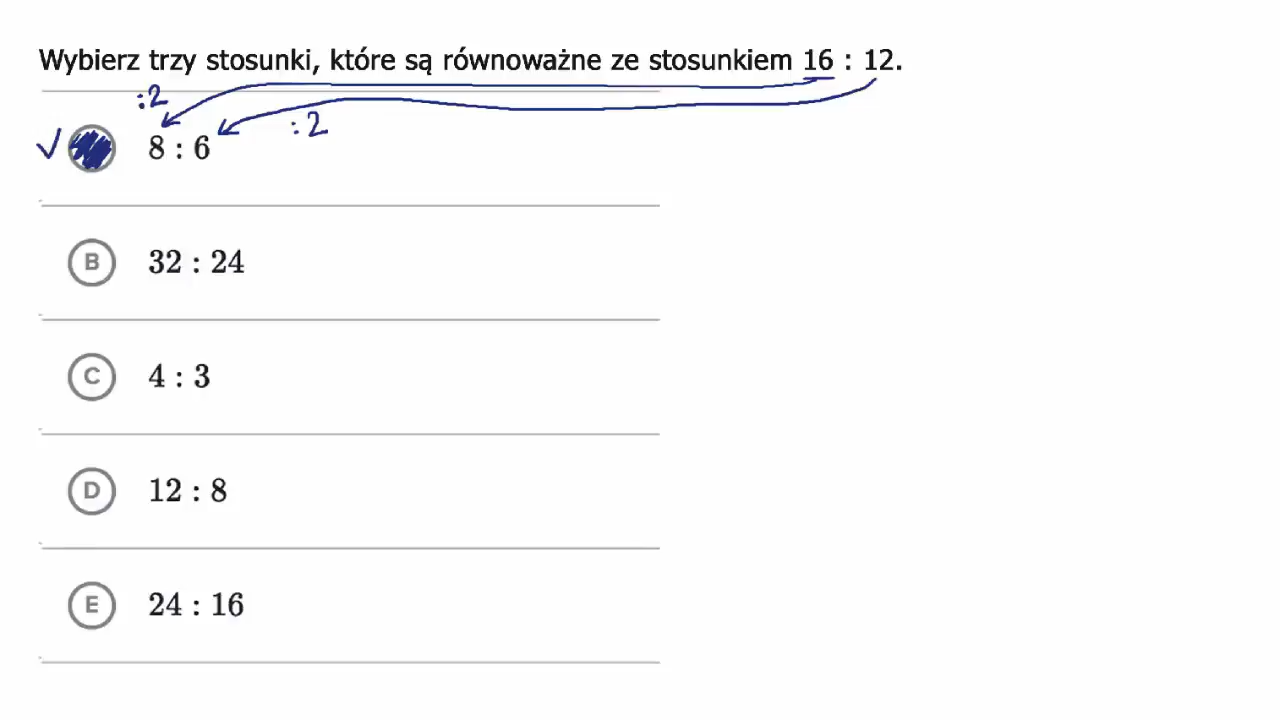 Wybierz trzy stosunki, które są równoważne ze stosunkiem 16 : 12.
:2
:2
✓ 8 : 6
B 32 : 24
C 4 : 3
D 12 : 8
E 24 : 16